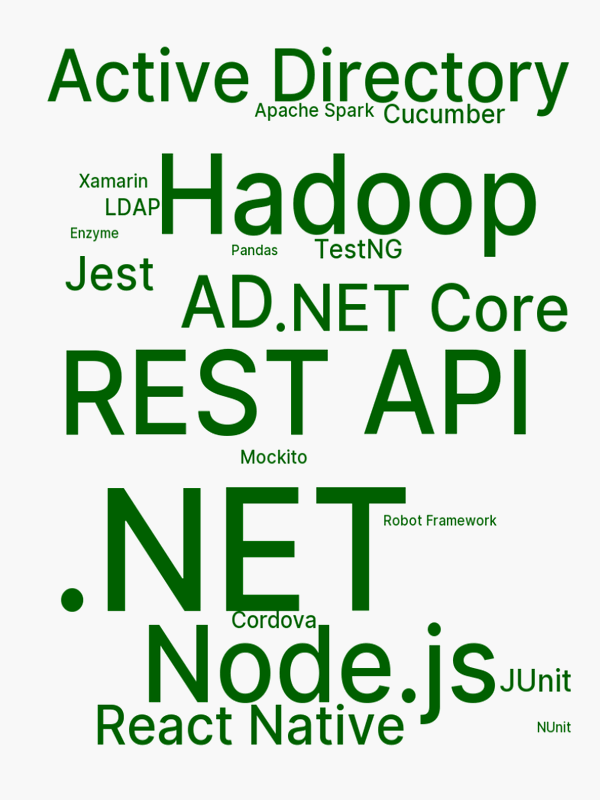 Active Directory
Apache Spark
Cucumber
Hadoop
Xamarin
LDAP
Enzyme
Pandas
TestNG
Jest
AD
.NET Core
REST API
Mockito
.NET
Robot Framework
Cordova
Node.js
JUnit
React Native
NUnit